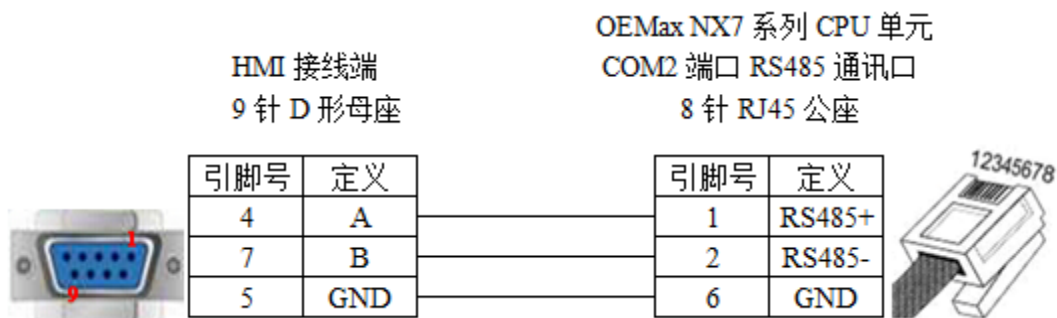 OEMax NX7 系列 CPU 单元
HMI 接线端
COM2 端口 RS485 通讯口
9 针 D 形母座
8 针 RJ45 公座
引脚号 定义 引脚号 定义
4 A 1 RS485+
7 B 2 RS485-
5 GND 6 GND
1
9
12345678